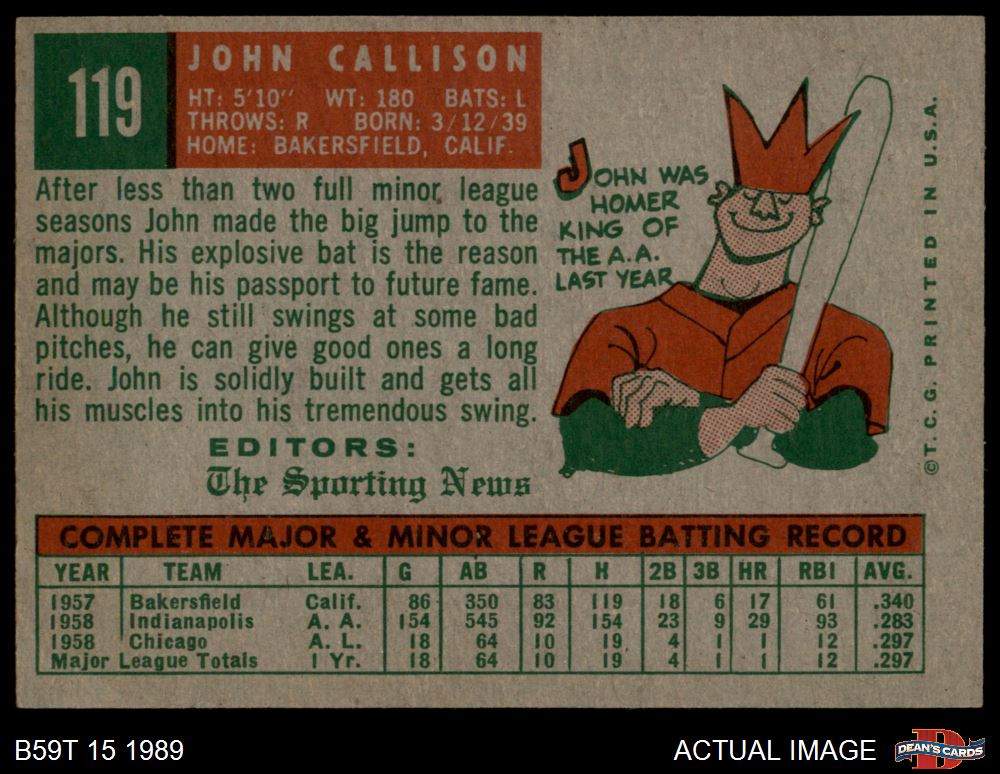 119
JOHN CALLISON
HT: 5'10" WT: 180 BATS: L
THROWS: R BORN: 3/12/39
HOME: BAKERSFIELD, CALIF.
After less than two full minor league
seasons John made the big jump to the
majors. His explosive bat is the reason
and may be his passport to future fame.
Although he still swings at some bad
pitches, he can give good ones a long
ride. John is solidly built and gets all
his muscles into his tremendous swing.
EDITORS:
The Sporting News
JOHN WAS
HOMER
KING OF
THE A.A.
LAST YEAR
© T. C. G. PRINTED IN U.S.A.
COMPLETE MAJOR & MINOR LEAGUE BATTING RECORD
YEAR TEAM LEA. G AB R H 2B 3B HR RBI AVG.
1957 Bakersfield Calif. 86 350 83 119 18 6 17 61 .340
1958 Indianapolis A. A. 154 545 92 154 23 9 29 93 .283
1958 Chicago A. L. 18 64 10 19 4 1 1 12 .297
Major League Totals 1 Yr. 18 64 10 19 4 1 1 12 .297
B59T 15 1989
ACTUAL IMAGE
D
DEAN'S CARDS